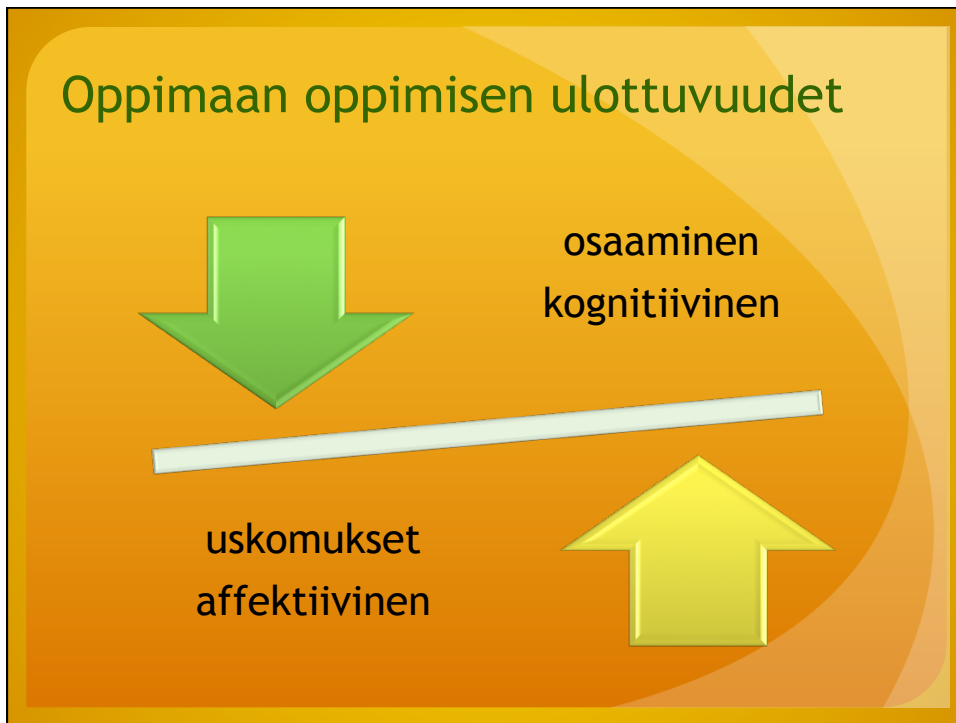 Oppimaan oppimisen ulottuvuudet
osaaminen
kognitiivinen
uskomukset
affektiivinen